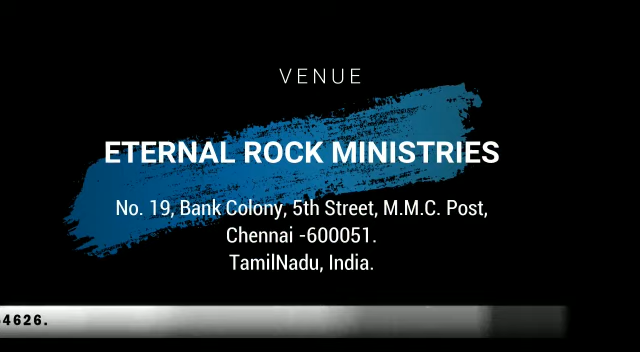 VENUE
ETERNAL ROCK MINISTRIES
No. 19, Bank Colony, 5th Street, M.M.C. Post,
Chennai -600051.
TamilNadu, India.
4626.